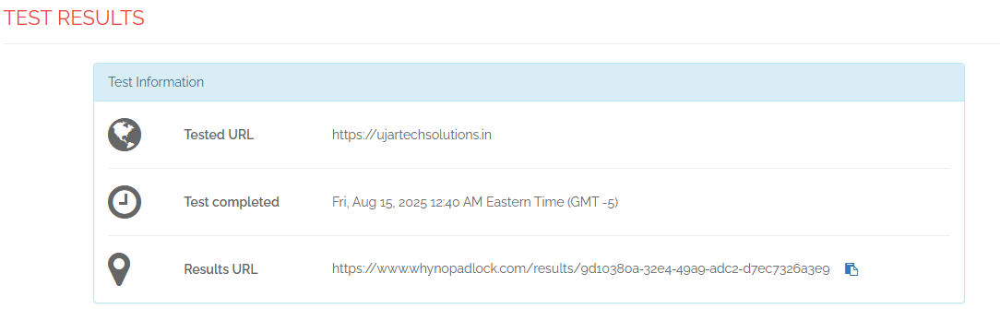 TEST RESULTS
Test Information
Tested URL https://ujartechsolutions.in
Test completed Fri, Aug 15, 2025 12:40 AM Eastern Time (GMT -5)
Results URL https://www.whynopadlock.com/results/9d10380a-32e4-49a9-adc2-d7ec7326a3e9